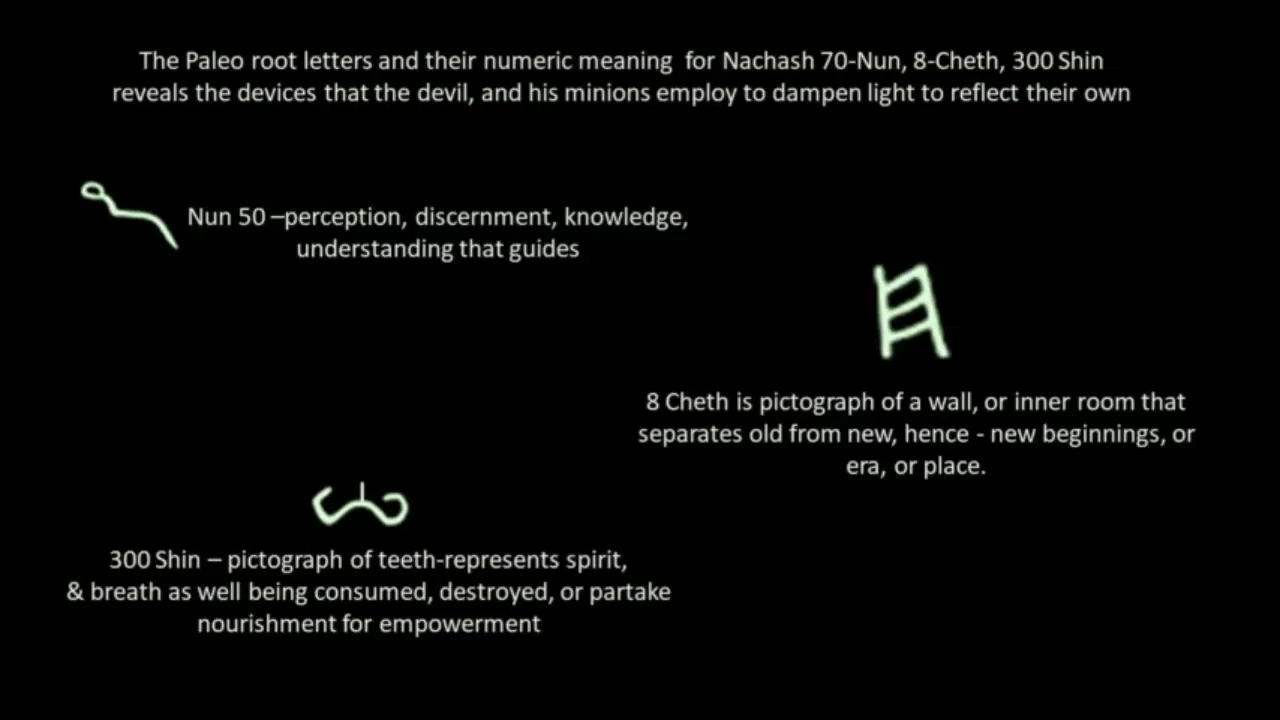 The Paleo root letters and their numeric meaning for Nachash 70-Nun, 8-Cheth, 300 Shin
reveals the devices that the devil, and his minions employ to dampen light to reflect their own
Nun 50 –perception, discernment, knowledge,
understanding that guides
8 Cheth is pictograph of a wall, or inner room that
separates old from new, hence - new beginnings, or
era, or place.
300 Shin – pictograph of teeth-represents spirit,
& breath as well being consumed, destroyed, or partake
nourishment for empowerment